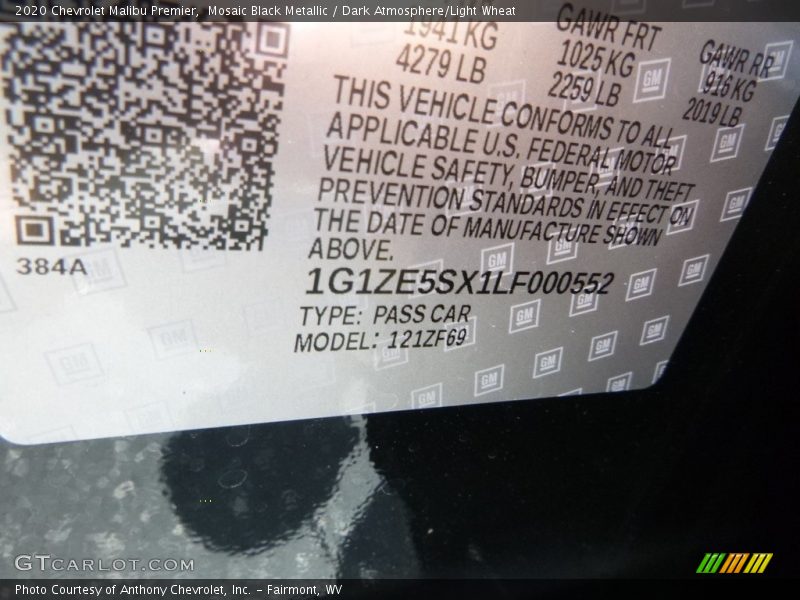 2020 Chevrolet Malibu Premier, Mosaic Black Metallic / Dark Atmosphere/Light Wheat
1941 KG
4279 LB
GAWR FRT
1025 KG
2259 LB
GAWR RR
916 KG
2019 LB
THIS VEHICLE CONFORMS TO ALL
APPLICABLE U.S. FEDERAL MOTOR
VEHICLE SAFETY, BUMPER, AND THEFT
PREVENTION STANDARDS IN EFFECT ON
THE DATE OF MANUFACTURE SHOWN
ABOVE.
384A
1G1ZE5SX1LF000552
TYPE: PASS CAR
MODEL: 121ZF69
GM
GTCARLOT.COM
Photo Courtesy of Anthony Chevrolet, Inc. – Fairmont, WV